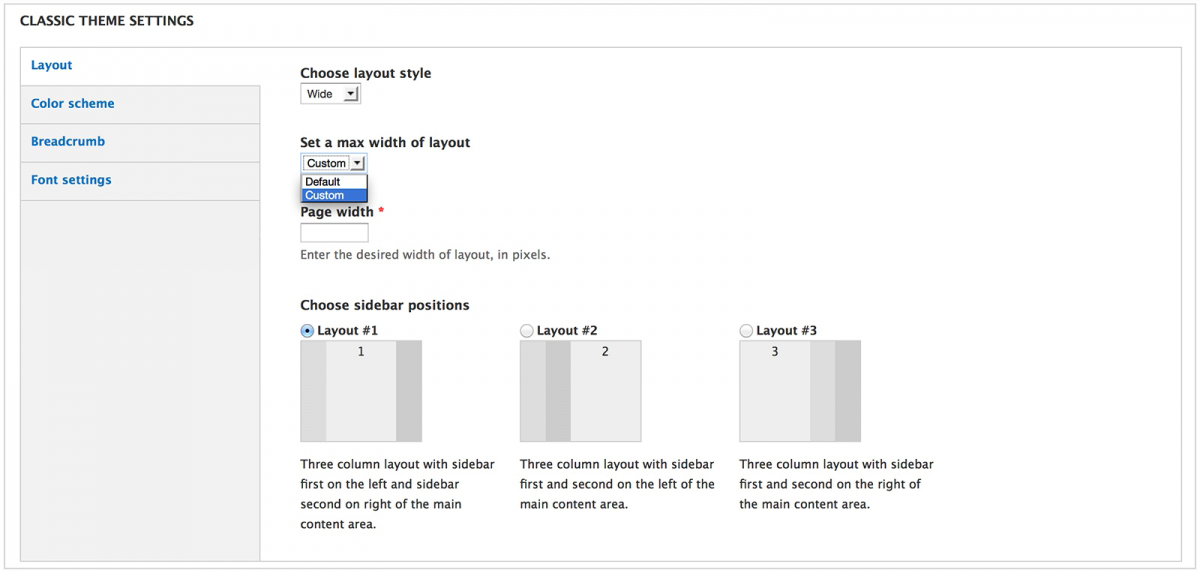 CLASSIC THEME SETTINGS
Layout
Color scheme
Breadcrumb
Font settings
Choose layout style
Wide
Set a max width of layout
Custom
Default
Custom
Page width *
Enter the desired width of layout, in pixels.
Choose sidebar positions
Layout #1
1
Three column layout with sidebar
first on the left and sidebar
second on right of the main
content area.
Layout #2
2
Three column layout with sidebar
first and second on the left of the
main content area.
Layout #3
3
Three column layout with sidebar
first and second on the right of
the main content area.